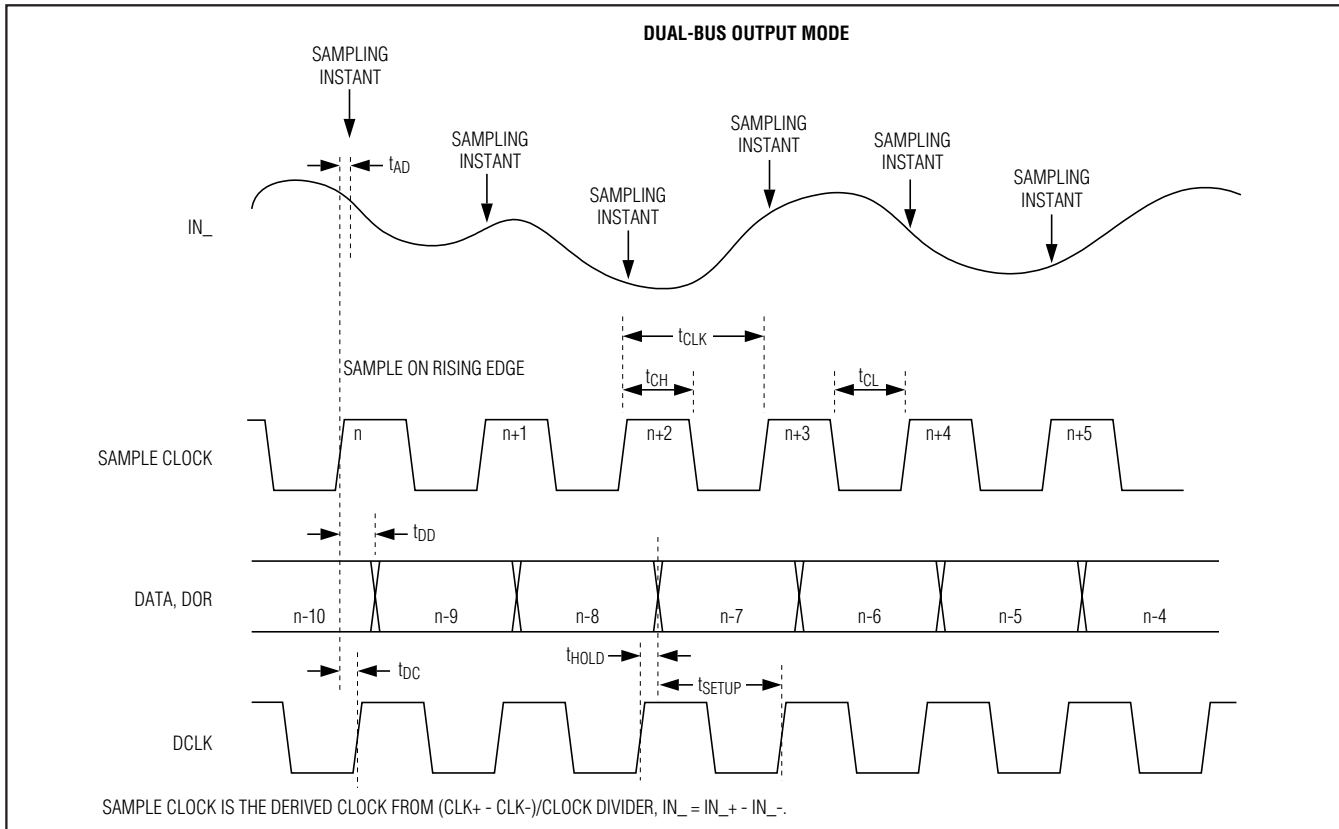 DUAL-BUS OUTPUT MODE
SAMPLING
INSTANT
SAMPLING
INSTANT
SAMPLING
INSTANT
SAMPLING
INSTANT
SAMPLING
INSTANT
SAMPLING
INSTANT
tAD
IN_
tCLK
SAMPLE ON RISING EDGE
tCH
tCL
SAMPLE CLOCK
n
n+1
n+2
n+3
n+4
n+5
tDD
DATA, DOR
n-10
n-9
n-8
n-7
n-6
n-5
n-4
tDC
tHOLD
tSETUP
DCLK
SAMPLE CLOCK IS THE DERIVED CLOCK FROM (CLK+ - CLK-)/CLOCK DIVIDER, IN_ = IN_+ - IN_-.